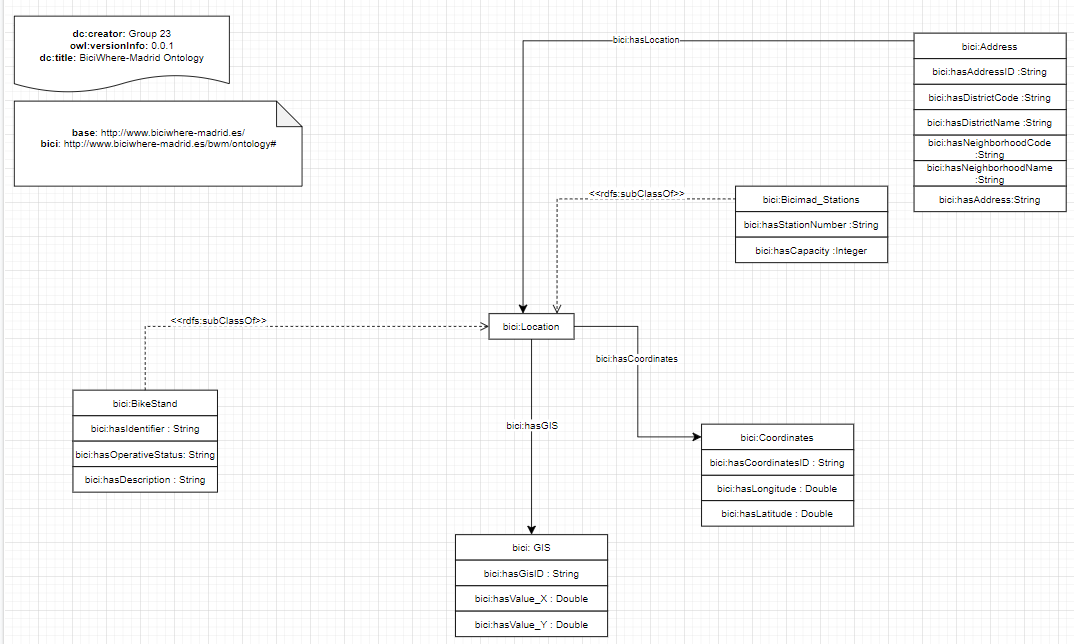 dc:creator: Group 23
owl:versionInfo: 0.0.1
dc:title: BiciWhere-Madrid Ontology
base: http://www.biciwhere-madrid.es/
bici: http://www.biciwhere-madrid.es/bwm/ontology#
bici:hasLocation
bici:Address
bici:hasAddressID :String
bici:hasDistrictCode :String
bici:hasDistrictName :String
bici:hasNeighborhoodCode
:String
bici:hasNeighborhoodName
:String
bici:hasAddress:String
<<rdfs:subClassOf>>
bici:Bicimad_Stations
bici:hasStationNumber :String
bici:hasCapacity :Integer
<<rdfs:subClassOf>>
bici:Location
bici:hasCoordinates
bici:BikeStand
bici:hasIdentifier : String
bici:hasOperativeStatus: String
bici:hasDescription : String
bici:hasGIS
bici:Coordinates
bici:hasCoordinatesID : String
bici:hasLongitude : Double
bici:hasLatitude : Double
bici: GIS
bici:hasGisID : String
bici:hasValue_X : Double
bici:hasValue_Y : Double